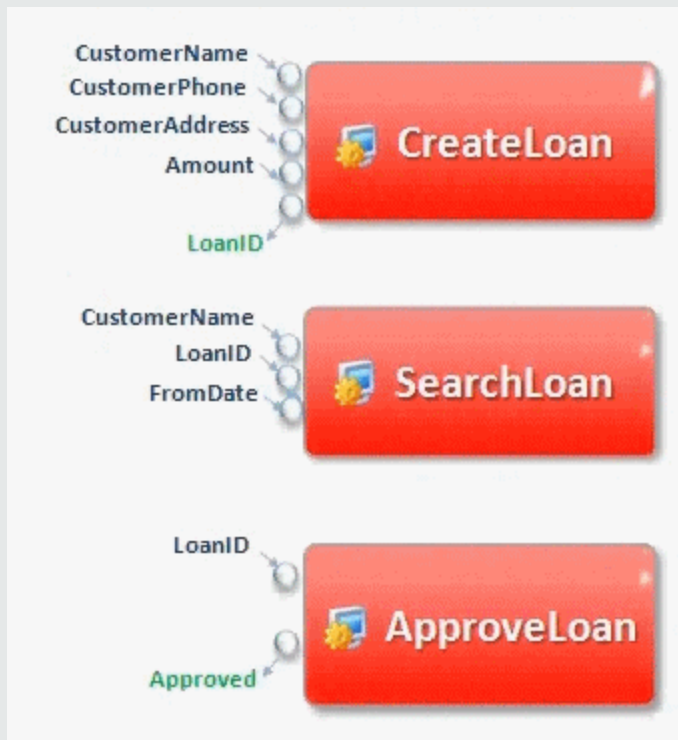 CustomerName
CustomerPhone
CustomerAddress
Amount
LoanID
CreateLoan
CustomerName
LoanID
FromDate
SearchLoan
LoanID
Approved
ApproveLoan